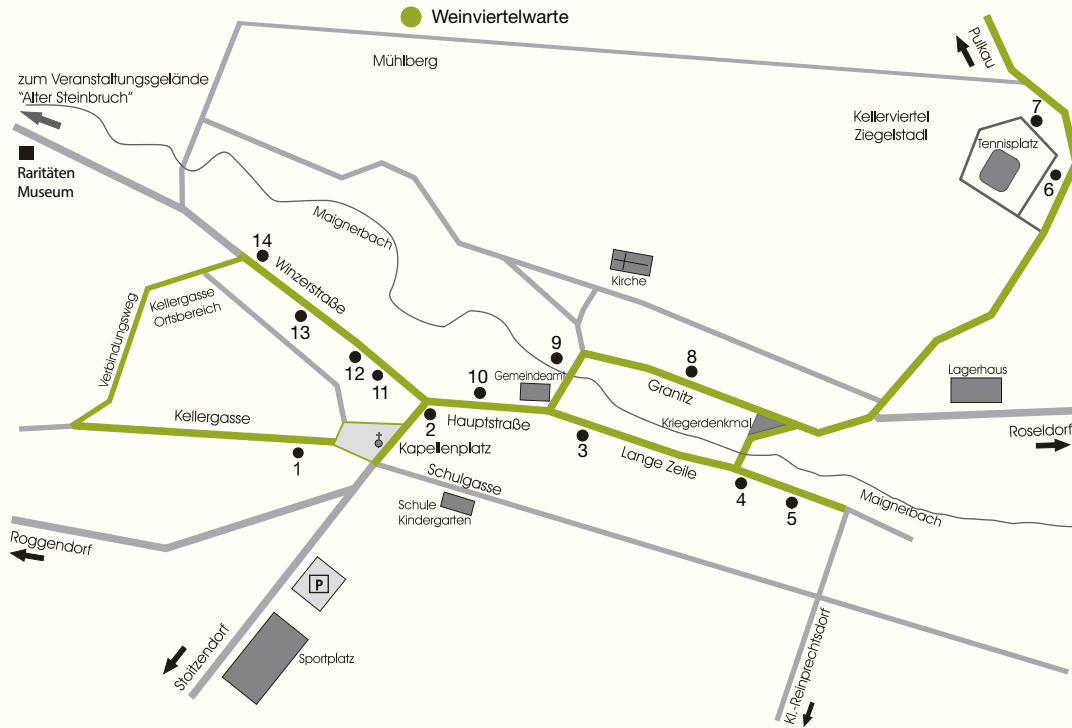 Weinviertelwarte
Pulkau
Mühlberg
zum Veranstaltungsgelände
"Alter Steinbruch"
Kellerviertel
Ziegelstadl
7
Tennisplatz
6
Raritäten
Museum
Maignerbach
14
Winzerstraße
Kirche
Kellergasse
Ortsbereich
Verbindungsweg
13
12
11
9
8
10
Gemeindeamt
Granitz
Lagerhaus
Kellergasse
2
Hauptstraße
Kriegerdenkmal
Roseldorf
1
Kapellenplatz
3
Lange Zeile
4
5
Schulgasse
Schule
Kindergarten
Maignerbach
Roggendorf
P
Stoitzendorf
Sportplatz
Kl.-Reinprechtsdorf